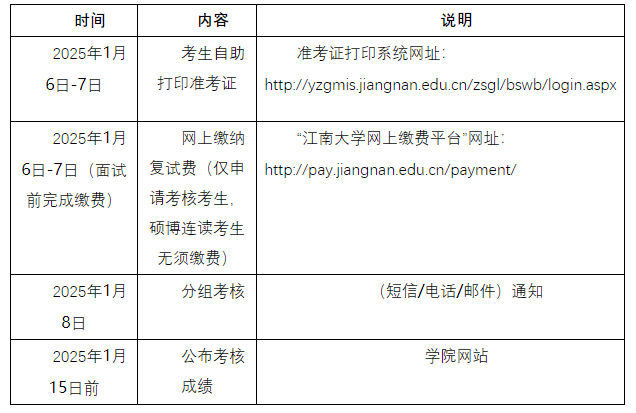 时间 内容 说明
2025年1月 考生自助 准考证打印系统网址：
6日-7日 打印准考证 http://yzgmis.jiangnan.edu.cn/zsgl/bswb/login.aspx
2025年1月 网上缴纳 “江南大学网上缴费平台”网址：
6日-7日（面试 复试费（仅申 http://pay.jiangnan.edu.cn/payment/
前完成缴费） 请考核考生，
硕博连读考生
无须缴费）
2025年1月 分组考核 （短信/电话/邮件）通知
8日
2025年1月 公布考核 学院网站
15日前 成绩